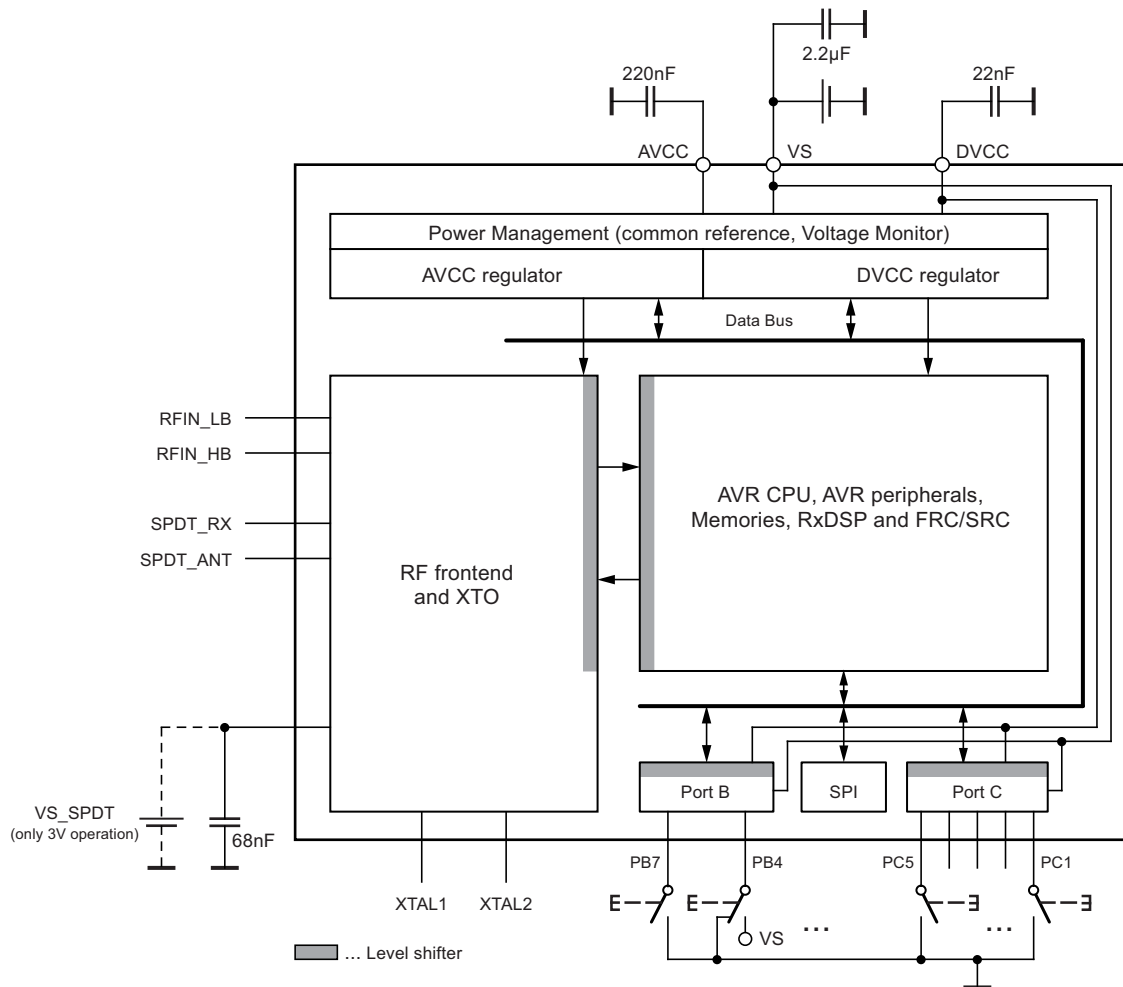 2.2µF
220nF
22nF
AVCC
VS
DVCC
Power Management (common reference, Voltage Monitor)
AVCC regulator
DVCC regulator
Data Bus
RFIN_LB
RFIN_HB
SPDT_RX
SPDT_ANT
RF frontend
and XTO
AVR CPU, AVR peripherals,
Memories, RxDSP and FRC/SRC
VS_SPDT
(only 3V operation)
68nF
Port B
SPI
Port C
PB7
PB4
PC5
PC1
XTAL1
XTAL2
VS
...
...
... Level shifter